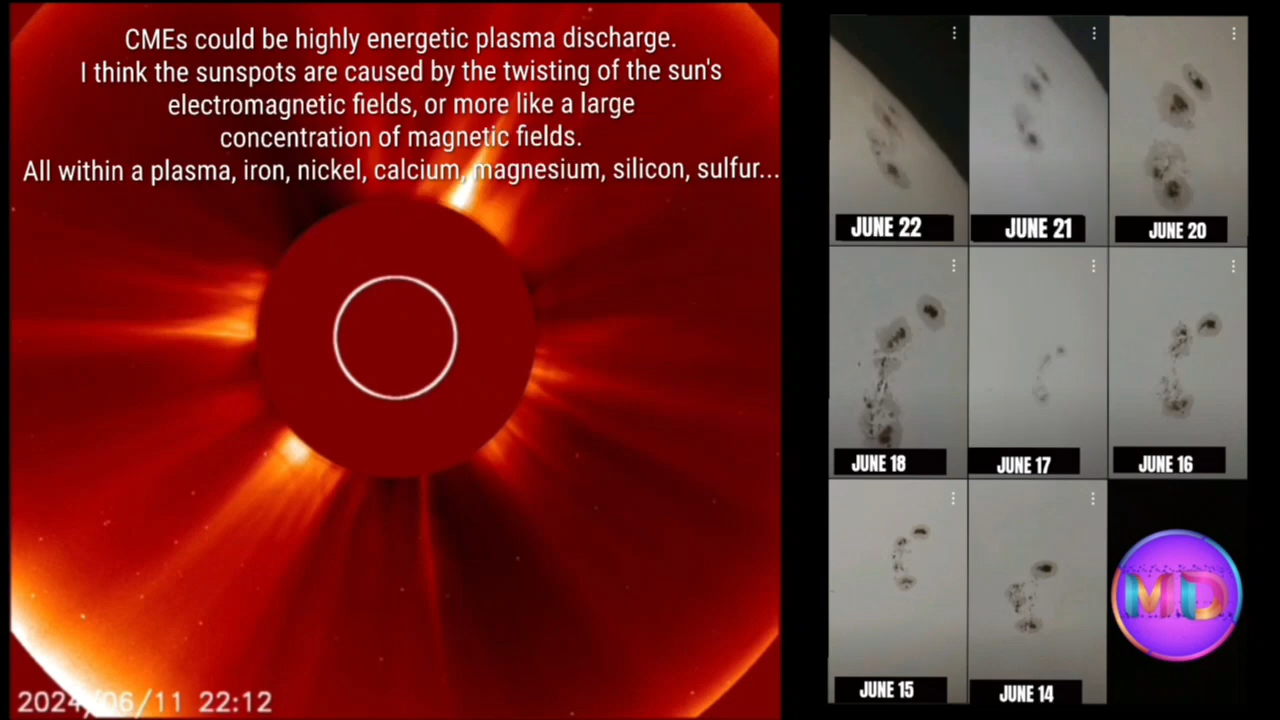 CMEs could be highly energetic plasma discharge.
I think the sunspots are caused by the twisting of the sun's
electromagnetic fields, or more like a large
concentration of magnetic fields.
All within a plasma, iron, nickel, calcium, magnesium, silicon, sulfur...
2024/06/11 22:12
JUNE 22
JUNE 21
JUNE 20
JUNE 18
JUNE 17
JUNE 16
JUNE 15
JUNE 14
MD